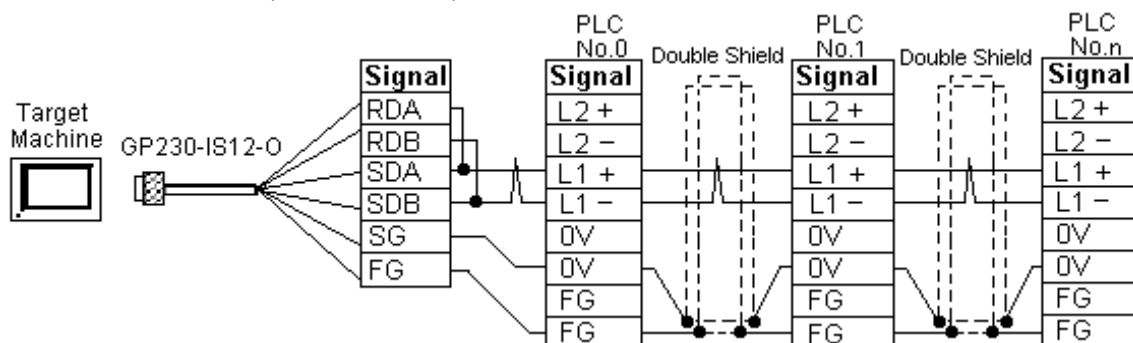 Target
Machine
GP230-IS12-O
Signal
RDA
RDB
SDA
SDB
SG
FG
PLC
No.0
Signal
L2 +
L2 −
L1 +
L1 −
0V
0V
FG
FG
Double Shield
PLC
No.1
Signal
L2 +
L2 −
L1 +
L1 −
0V
0V
FG
FG
Double Shield
PLC
No.n
Signal
L2 +
L2 −
L1 +
L1 −
0V
0V
FG
FG